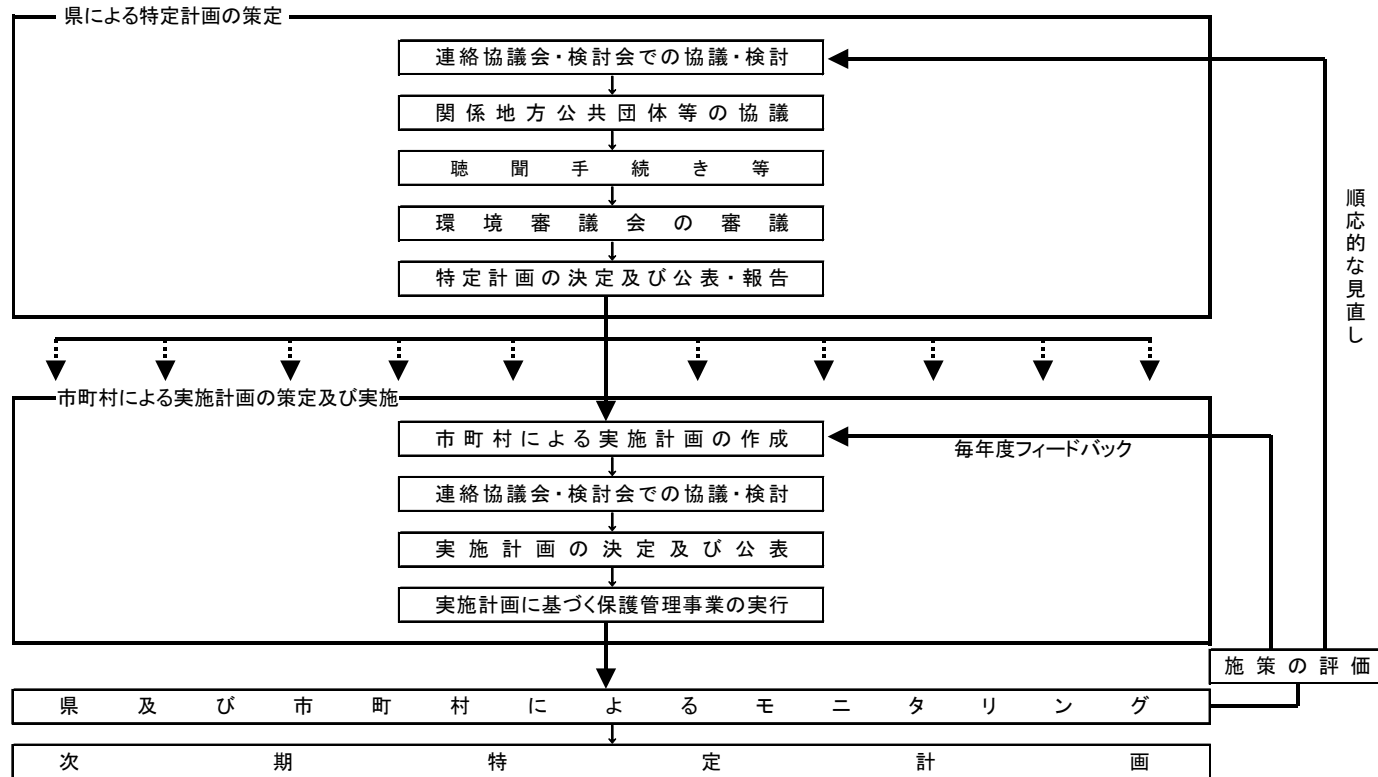 県による特定計画の策定
連絡協議会・検討会での協議・検討
関係地方公共団体等の協議
聴聞手続き等
環境審議会の審議
特定計画の決定及び公表・報告
順応的な見直し
市町村による実施計画の策定及び実施
市町村による実施計画の作成
毎年度フィードバック
連絡協議会・検討会での協議・検討
実施計画の決定及び公表
実施計画に基づく保護管理事業の実行
施策の評価
県及び市町村によるモニタリング
次期特定計画